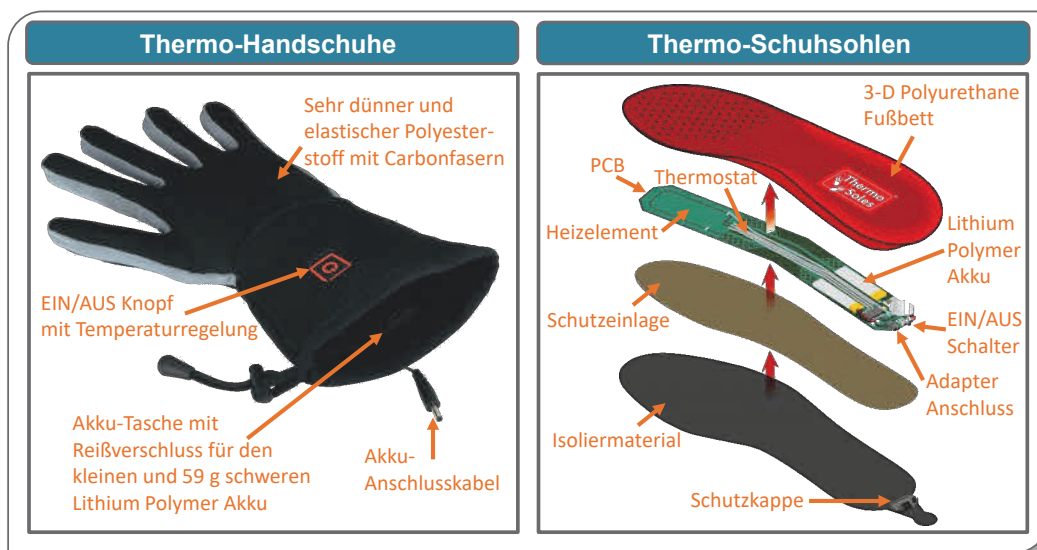 Thermo-Handschuhe
Sehr dünner und
elastischer Polyester-
stoff mit Carbonfasern
EIN/AUS Knopf
mit Temperaturregelung
Akku-Tasche mit
Reißverschluss für den
kleinen und 59 g schweren
Lithium Polymer Akku
Akku-
Anschlusskabel
Thermo-Schuhsohlen
3-D Polyurethane
Fußbett
PCB
Thermostat
Thermo
Soles
Heizelement
Lithium
Polymer
Akku
Schutzeinlage
EIN/AUS
Schalter
Adapter
Anschluss
Isoliermaterial
Schutzkappe